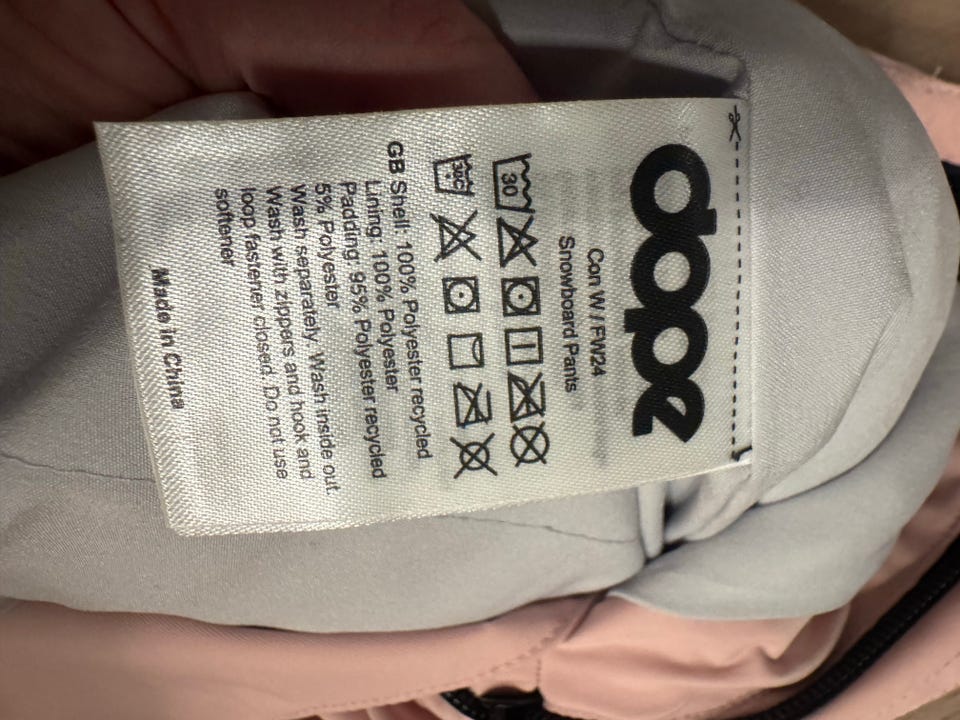 dope
Con W / FW24
Snowboard Pants
30
30C
GB Shell: 100% Polyester recycled
Lining: 100% Polyester
Padding: 95% Polyester recycled
5% Polyester
Wash separately. Wash inside out.
Wash with zippers and hook and
loop fastener closed. Do not use
softener
Made in China